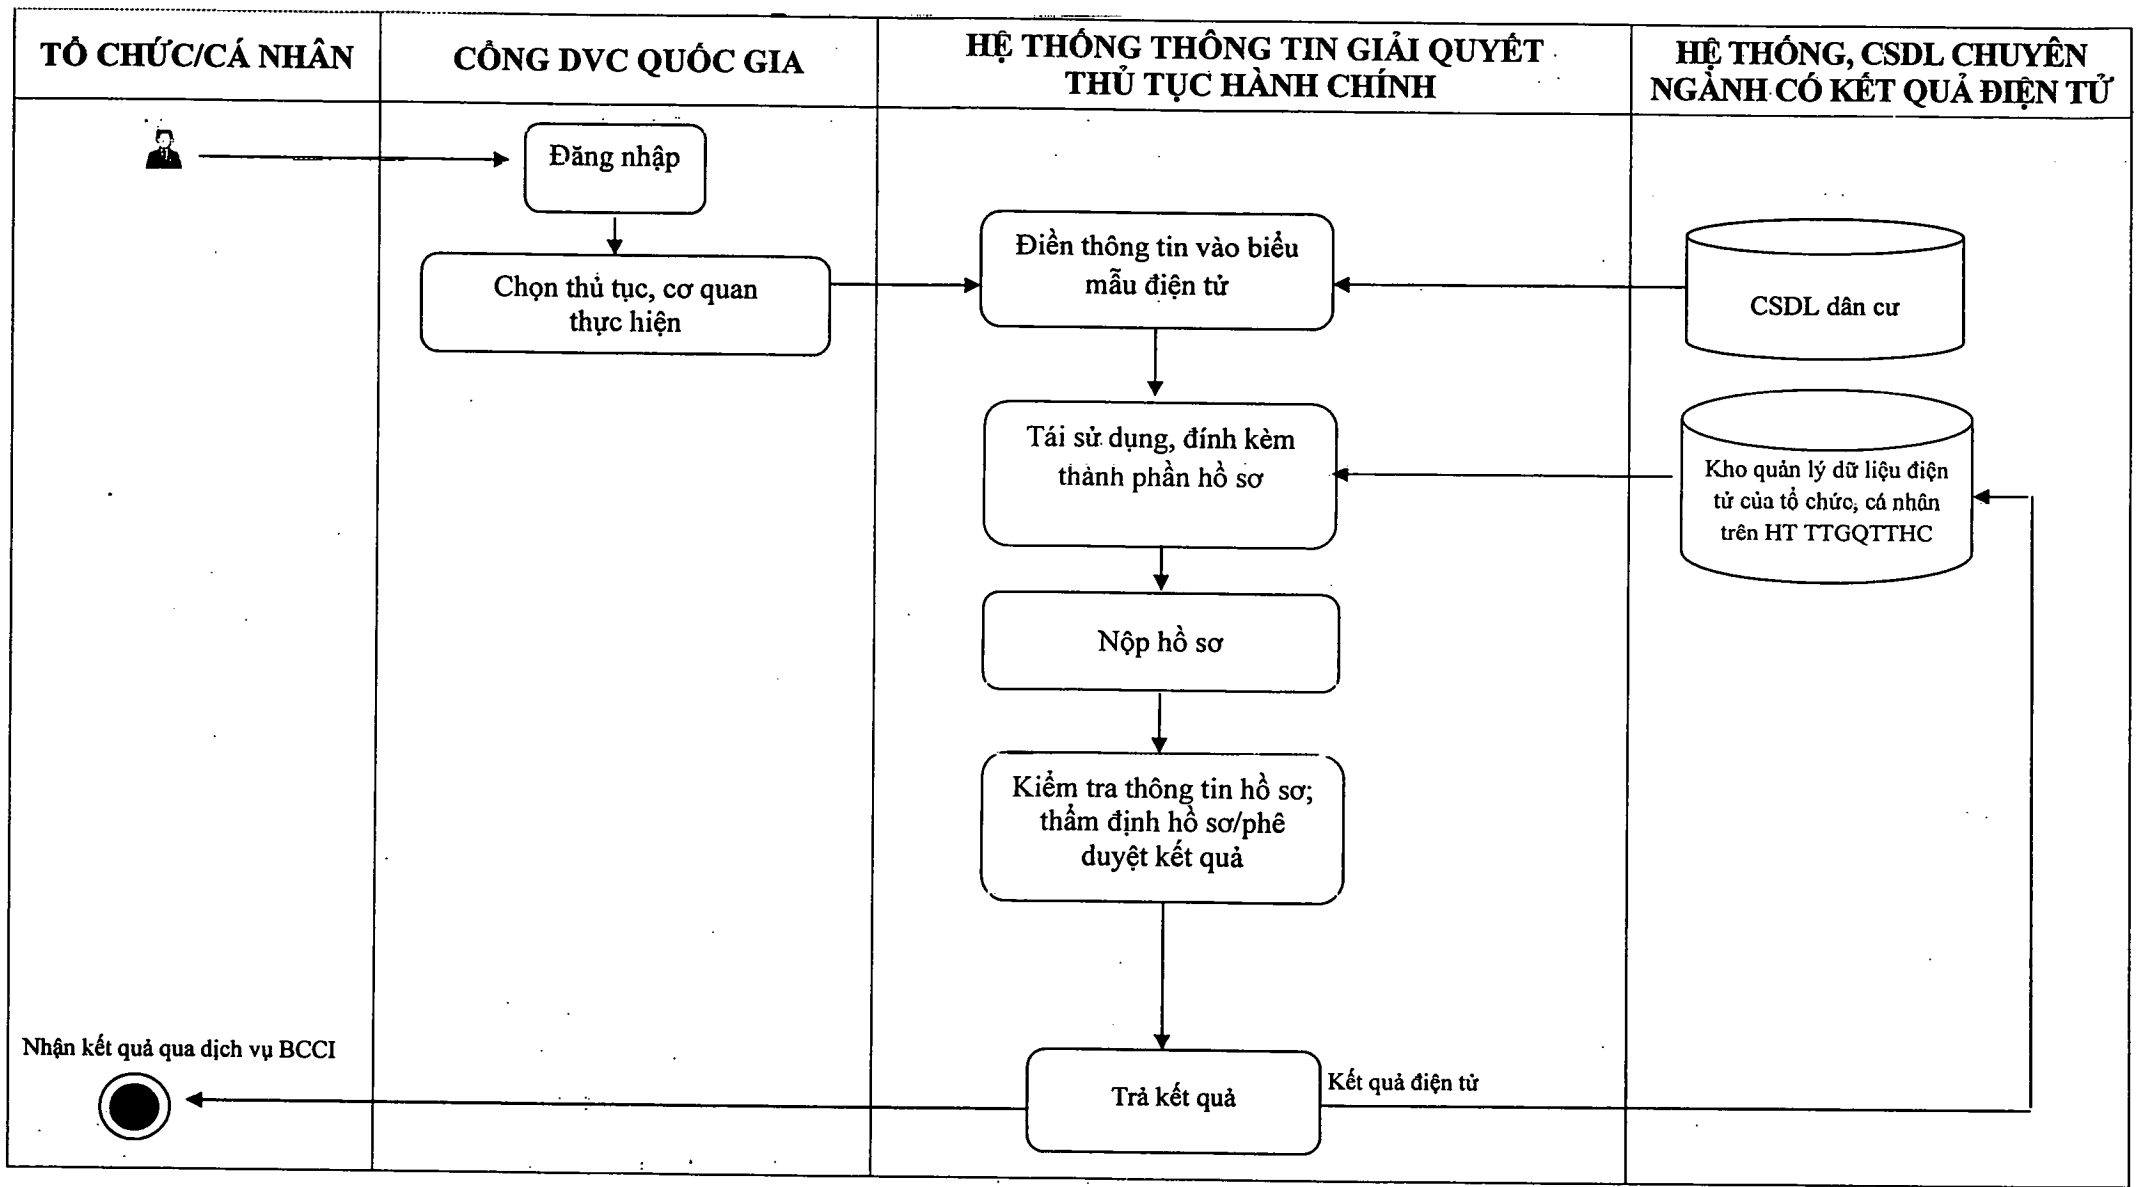 TỔ CHỨC/CÁ NHÂN
CỔNG DVC QUỐC GIA
HỆ THỐNG THÔNG TIN GIẢI QUYẾT
THỦ TỤC HÀNH CHÍNH
HỆ THỐNG, CSDL CHUYÊN
NGÀNH CÓ KẾT QUẢ ĐIỆN TỬ
Đăng nhập
Chọn thủ tục, cơ quan
thực hiện
Điền thông tin vào biểu
mẫu điện tử
CSDL dân cư
Tái sử dụng, đính kèm
thành phần hồ sơ
Kho quản lý dữ liệu điện
tử của tổ chức, cá nhân
trên HT TTGQTTHC
Nộp hồ sơ
Kiểm tra thông tin hồ sơ;
thẩm định hồ sơ/phê
duyệt kết quả
Nhận kết quả qua dịch vụ BCCI
Trả kết quả
Kết quả điện tử